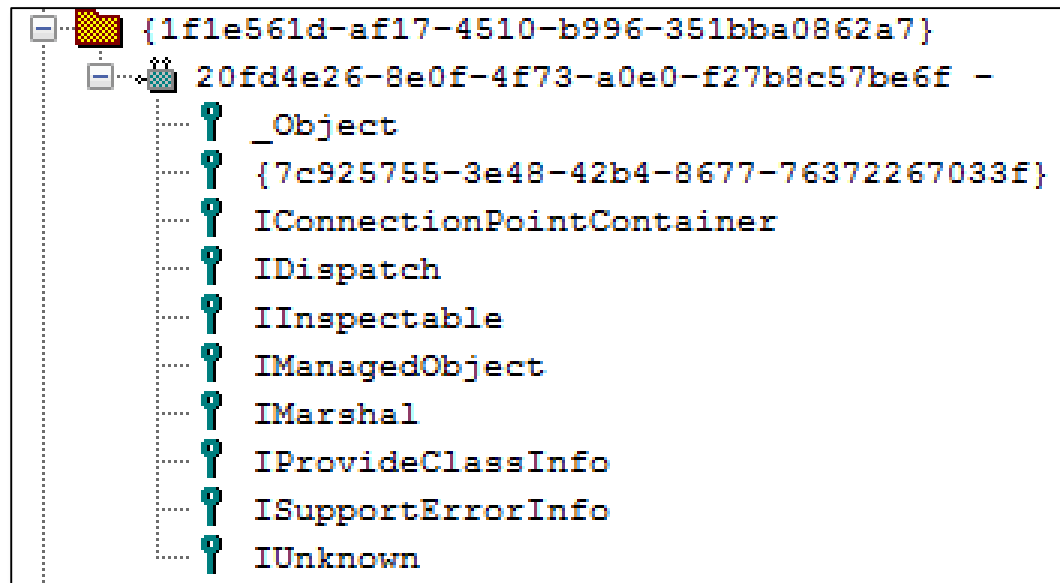 {1f1e561d-af17-4510-b996-351bba0862a7}
20fd4e26-8e0f-4f73-a0e0-f27b8c57be6f -
_Object
{7c925755-3e48-42b4-8677-76372267033f}
IConnectionPointContainer
IDispatch
IInspectable
IManagedObject
IMarshal
IProvideClassInfo
ISupportErrorInfo
IUnknown